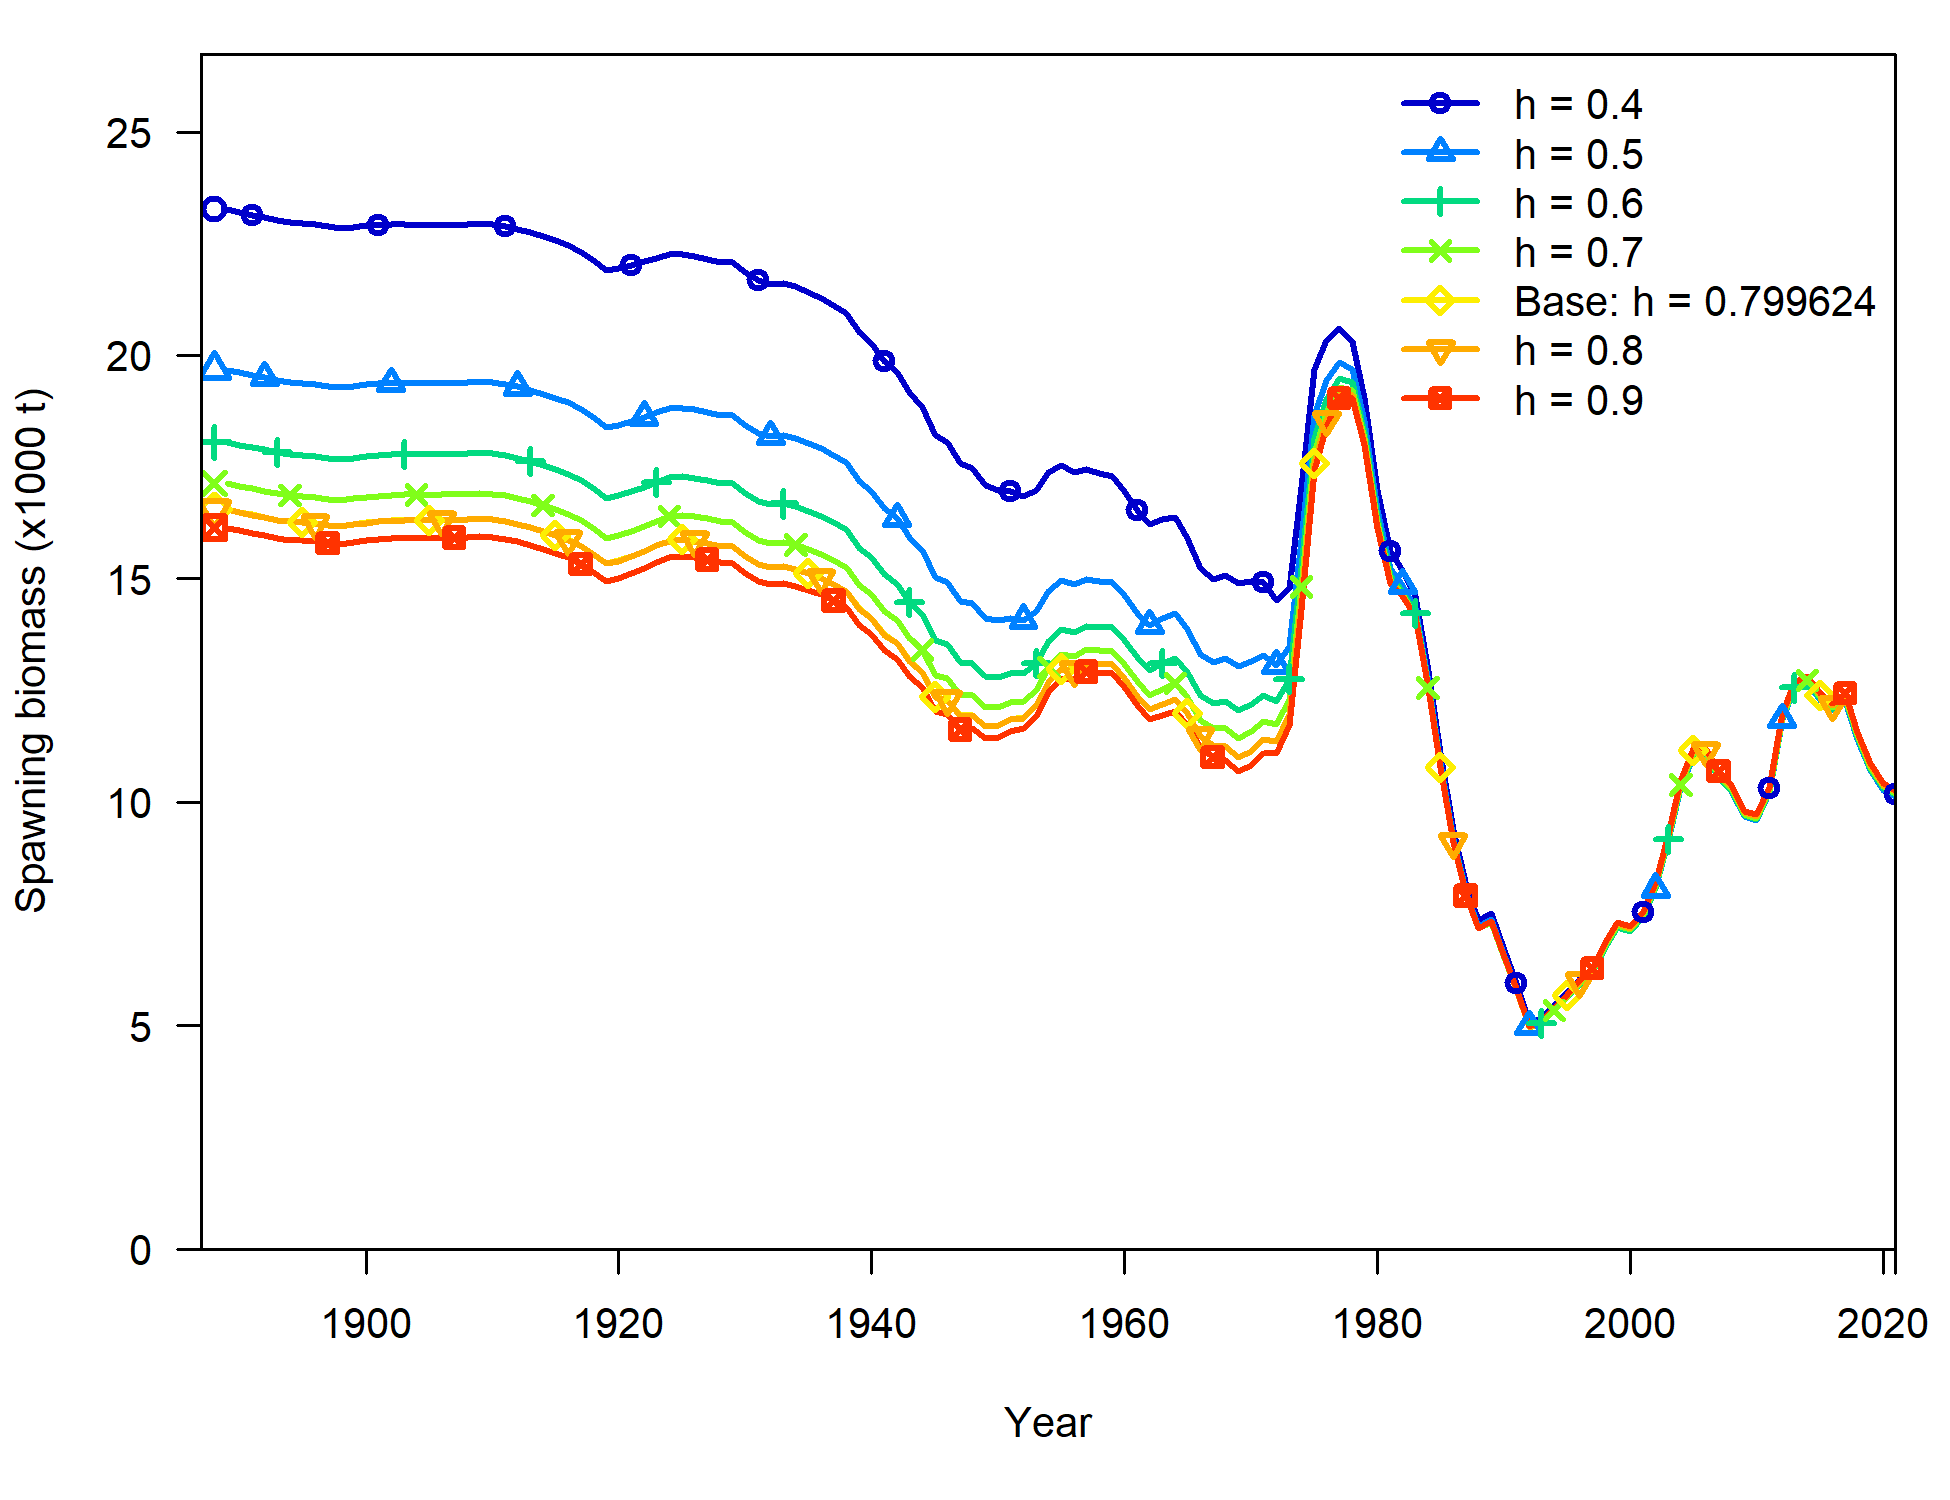 h = 0.4
h = 0.5
h = 0.6
h = 0.7
Base: h = 0.799624
h = 0.8
h = 0.9
Spawning biomass (x1000 t)
25
20
15
10
5
0
1900 1920 1940 1960 1980 2000 2020
Year